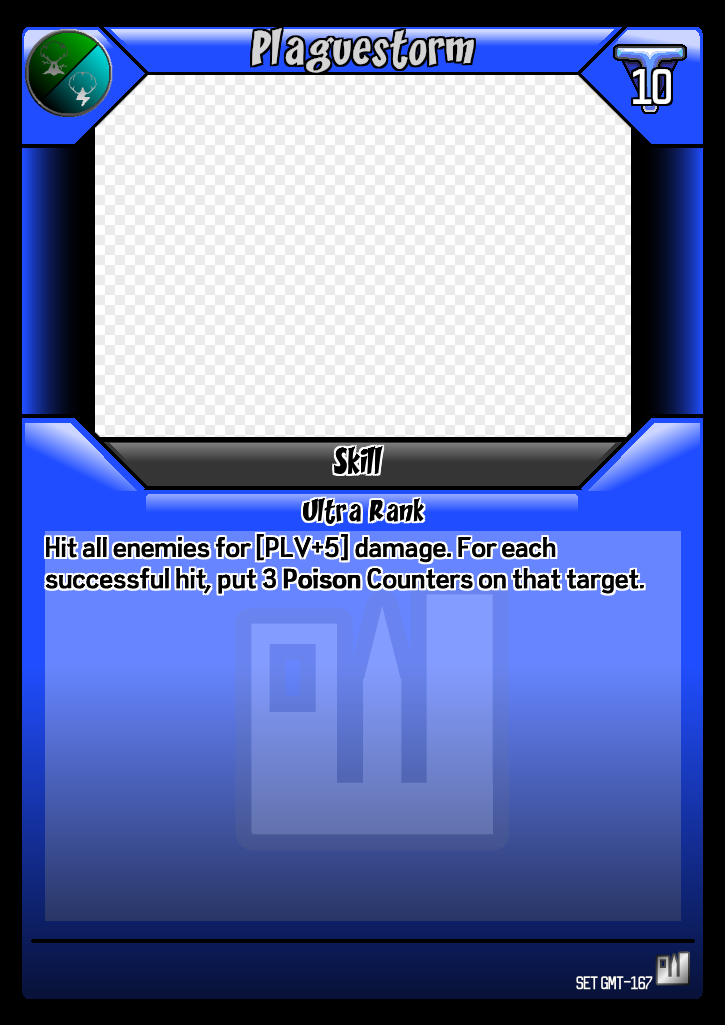 Plaguestorm
10
Skill
Ultra Rank
Hit all enemies for [PLV+5] damage. For each
successful hit, put 3 Poison Counters on that target.
SET GMT-167